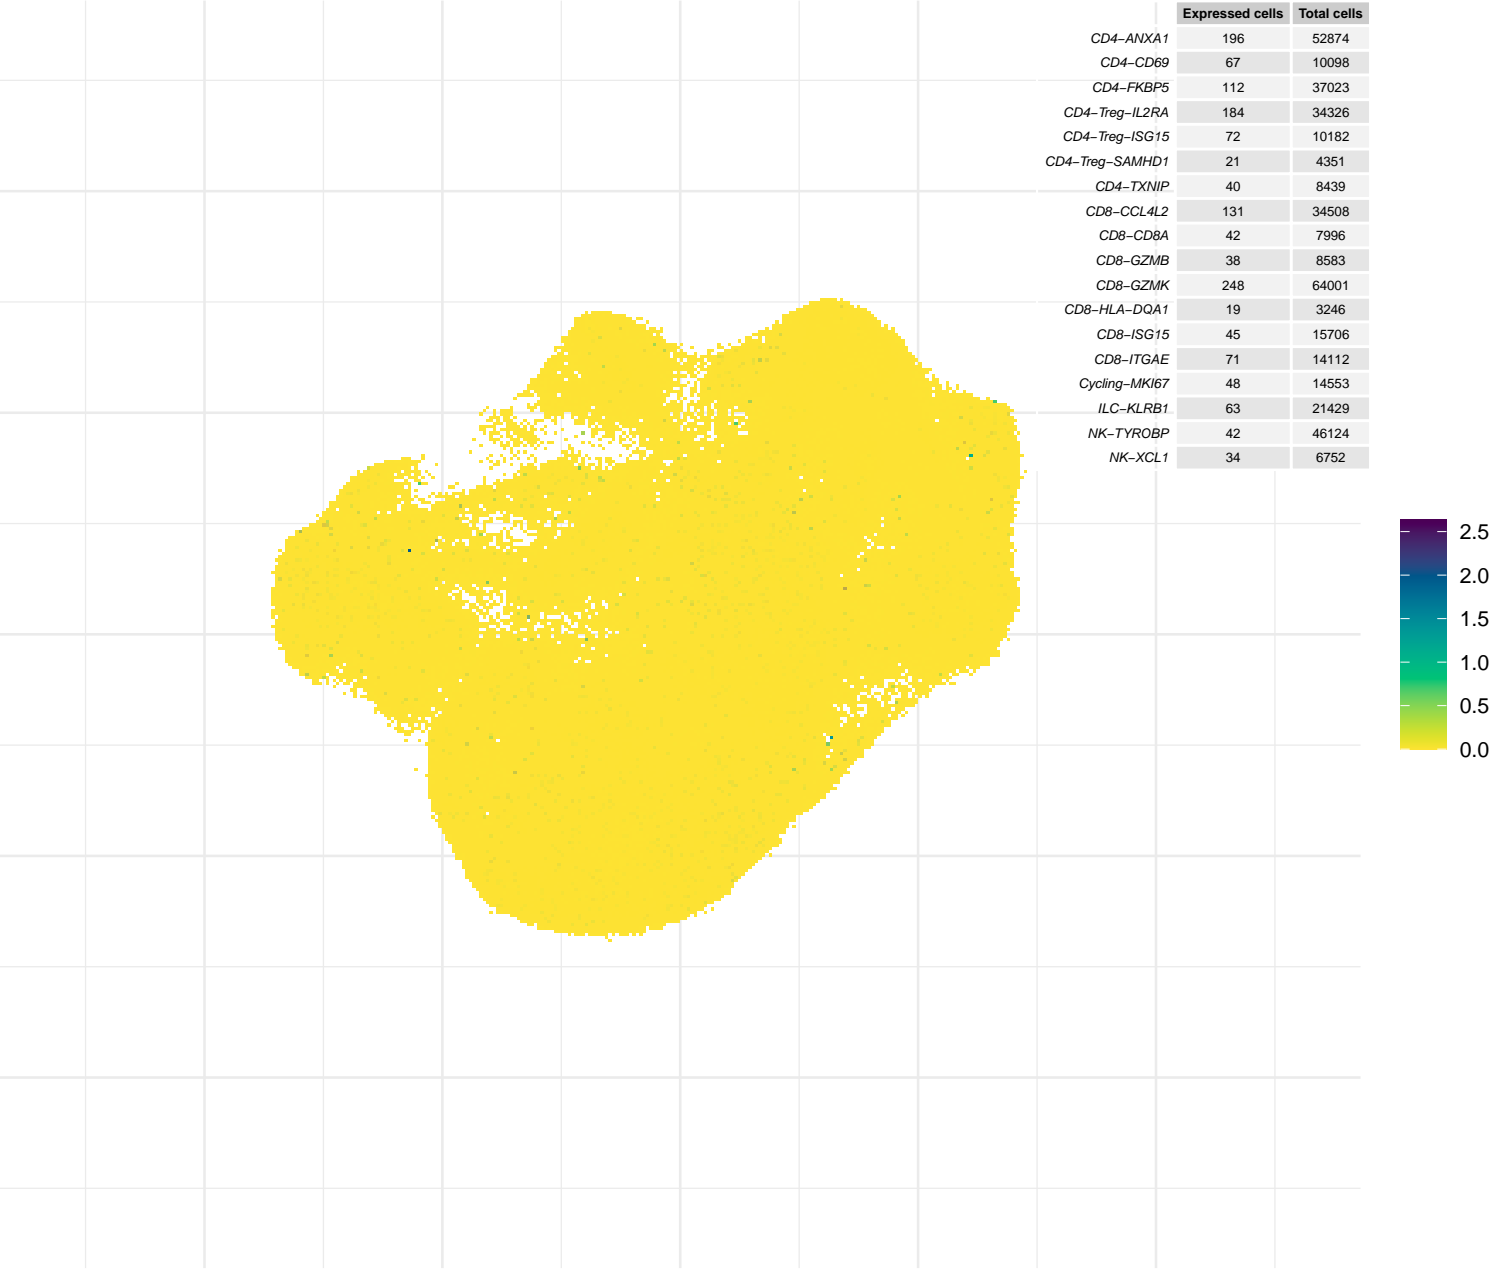 Expressed cells Total cells
CD4−ANXA1 196 52874
CD4−CD69 67 10098
CD4−FKBP5 112 37023
CD4−Treg−IL2RA 184 34326
CD4−Treg−ISG15 72 10182
CD4−Treg−SAMHD1 21 4351
CD4−TXNIP 40 8439
CD8−CCL4L2 131 34508
CD8−CD8A 42 7996
CD8−GZMB 38 8583
CD8−GZMK 248 64001
CD8−HLA−DQA1 19 3246
CD8−ISG15 45 15706
CD8−ITGAE 71 14112
Cycling−MKI67 48 14553
ILC−KLRB1 63 21429
NK−TYROBP 42 46124
NK−XCL1 34 6752
2.5
2.0
1.5
1.0
0.5
0.0